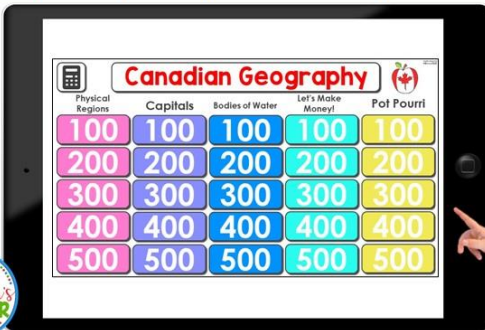 Canadian Geography
Physical Regions Capitals Bodies of Water Let's Make Money! Pot Pourri
100 100 100 100 100
200 200 200 200 200
300 300 300 300 300
400 400 400 400 400
500 500 500 500 500